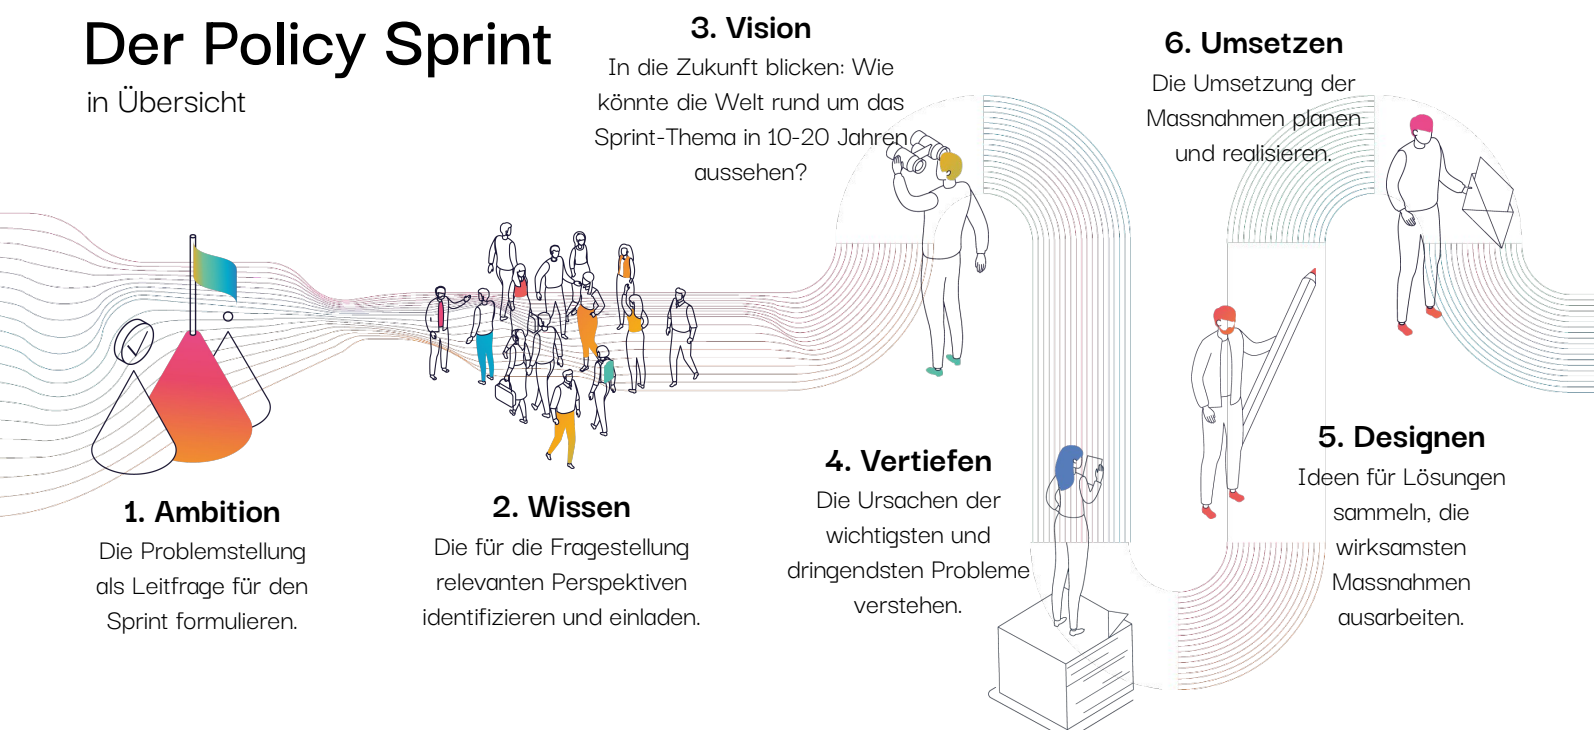 Der Policy Sprint
in Übersicht
1. Ambition
Die Problemstellung
als Leitfrage für den
Sprint formulieren.
2. Wissen
Die für die Fragestellung
relevanten Perspektiven
identifizieren und einladen.
3. Vision
In die Zukunft blicken: Wie
könnte die Welt rund um das
Sprint-Thema in 10-20 Jahren
aussehen?
4. Vertiefen
Die Ursachen der
wichtigsten und
dringendsten Probleme
verstehen.
5. Designen
Ideen für Lösungen
sammeln, die
wirksamsten
Massnahmen
ausarbeiten.
6. Umsetzen
Die Umsetzung der
Massnahmen planen
und realisieren.